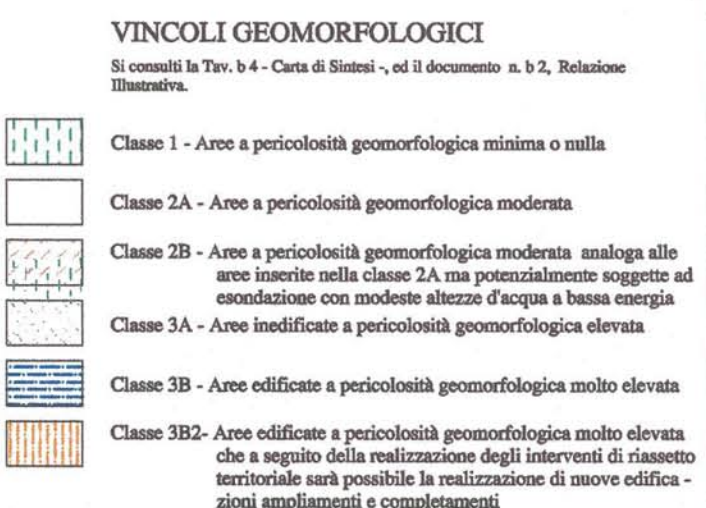 VINCOLI GEOMORFOLOGICI
Si consulti la Tav. b 4 - Carta di Sintesi -, ed il documento n. b 2, Relazione
Illustrativa.
Classe 1 - Aree a pericolosità geomorfologica minima o nulla
Classe 2A - Aree a pericolosità geomorfologica moderata
Classe 2B - Aree a pericolosità geomorfologica moderata analoga alle
aree inserite nella classe 2A ma potenzialmente soggette ad
esondazione con modeste altezze d'acqua a bassa energia
Classe 3A - Aree inedificate a pericolosità geomorfologica elevata
Classe 3B - Aree edificate a pericolosità geomorfologica molto elevata
Classe 3B2- Aree edificate a pericolosità geomorfologica molto elevata
che a seguito della realizzazione degli interventi di riassetto
territoriale sarà possibile la realizzazione di nuove edifica -
zioni ampliamenti e completamenti